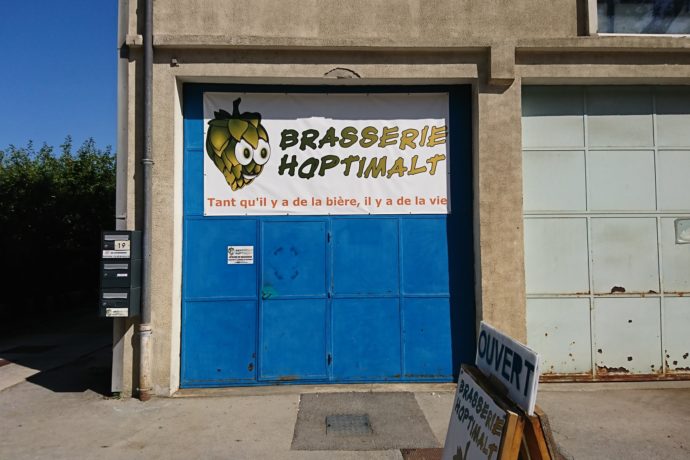 BRASSERIE
HOPTIMALT
Tant qu'il y a de la bière, il y a de la vie
19
OUVERT
BRASSERIE
HOPTIMALT